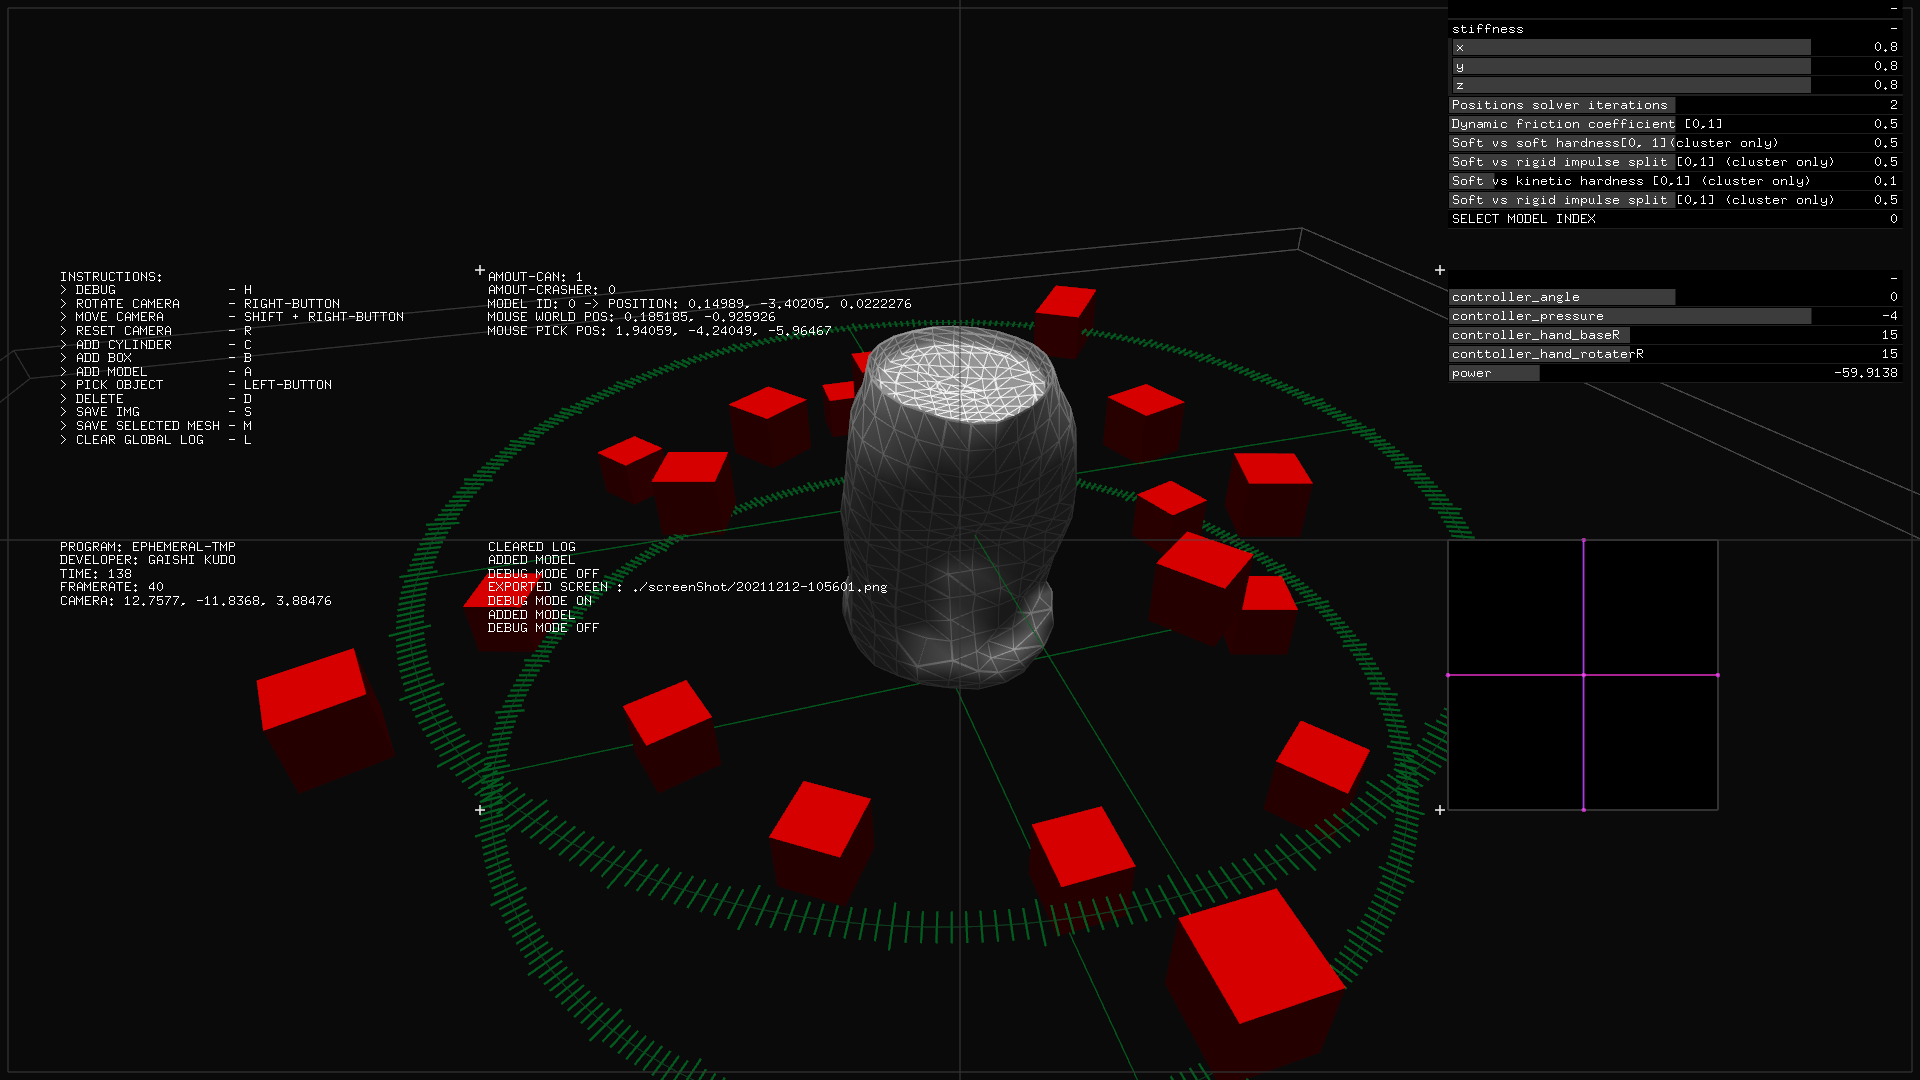 INSTRUCTIONS:
> DEBUG - H
> ROTATE CAMERA - RIGHT-BUTTON
> MOVE CAMERA - SHIFT + RIGHT-BUTTON
> RESET CAMERA - R
> ADD CYLINDER - C
> ADD BOX - B
> ADD MODEL - A
> PICK OBJECT - LEFT-BUTTON
> DELETE - D
> SAVE IMG - S
> SAVE SELECTED MESH - M
> CLEAR GLOBAL LOG - L
AMOUT-CAN: 1
AMOUT-CRASHER: 0
MODEL ID: 0 -> POSITION: 0.14989, -3.40205, 0.0222276
MOUSE WORLD POS: 0.185185, -0.925926
MOUSE PICK POS: 1.94059, -4.24049, -5.96467
PROGRAM: EPHEMERAL-TMP
DEVELOPER: GAISHI KUDO
TIME: 138
FRAMERATE: 40
CAMERA: 12.7577, -11.8368, 3.88476
CLEARED LOG
ADDED MODEL
DEBUG MODE OFF
EXPORTED SCREEN : ./screenShot/20211212-105601.png
DEBUG MODE ON
ADDED MODEL
DEBUG MODE OFF
-
stiffness -
x 0.8
y 0.8
z 0.8
Positions solver iterations 2
Dynamic friction coefficient [0,1] 0.5
Soft vs soft hardness[0, 1](cluster only) 0.5
Soft vs rigid impulse split [0,1] (cluster only) 0.5
Soft vs kinetic hardness [0,1] (cluster only) 0.1
Soft vs rigid impulse split [0,1] (cluster only) 0.5
SELECT MODEL INDEX 0
-
controller_angle 0
controller_pressure -4
controller_hand_baseR 15
conttoller_hand_rotaterR 15
power -59.9138